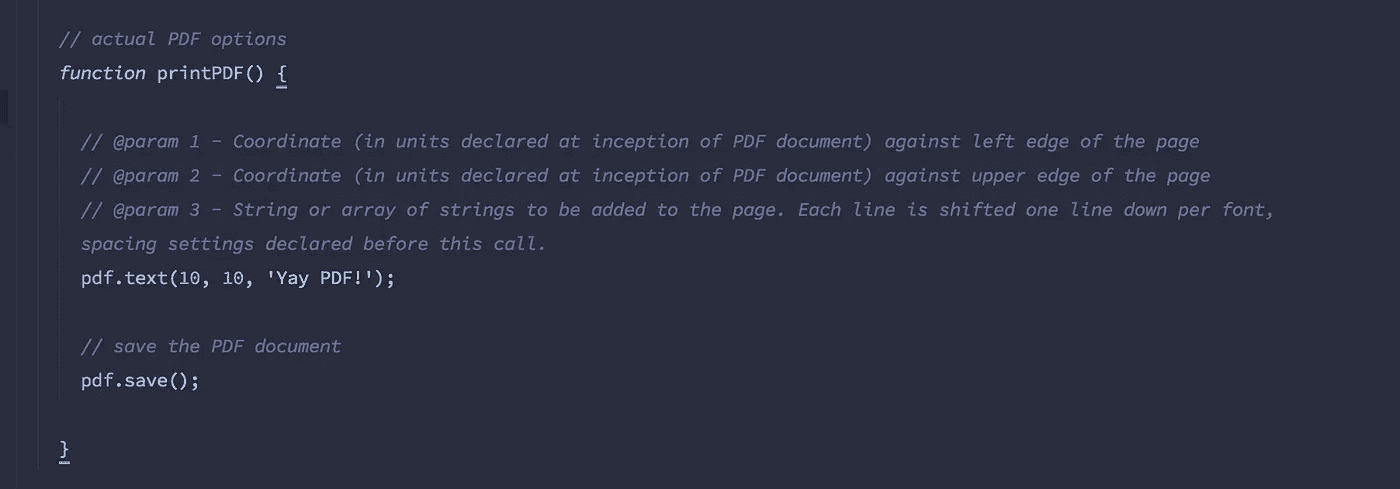 // actual PDF options
function printPDF() {
// @param 1 - Coordinate (in units declared at inception of PDF document) against left edge of the page
// @param 2 - Coordinate (in units declared at inception of PDF document) against upper edge of the page
// @param 3 - String or array of strings to be added to the page. Each line is shifted one line down per font,
spacing settings declared before this call.
pdf.text(10, 10, 'Yay PDF!');
// save the PDF document
pdf.save();
}